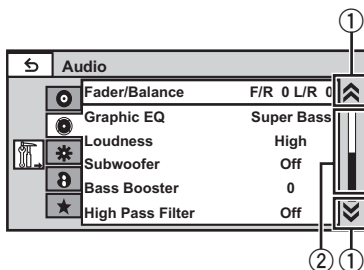 ①
Audio
Fader/Balance F/R 0 L/R 0
Graphic EQ Super Bass
Loudness High
Subwoofer Off
Bass Booster 0
High Pass Filter Off
② ①